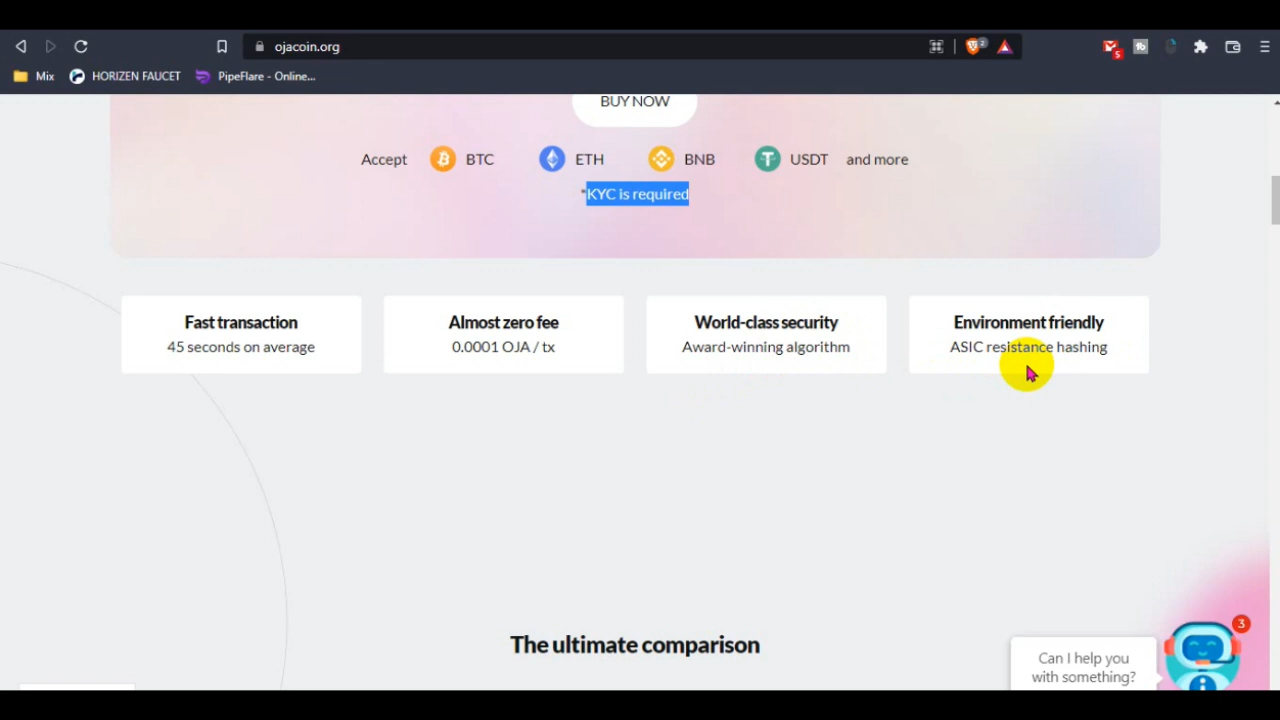 ojacoin.org
2
5
Mix
HORIZEN FAUCET
PipeFlare - Online...
BUY NOW
Accept BTC ETH BNB USDT and more
*KYC is required
Fast transaction
45 seconds on average
Almost zero fee
0.0001 OJA / tx
World-class security
Award-winning algorithm
Environment friendly
ASIC resistance hashing
The ultimate comparison
3
Can I help you
with something?